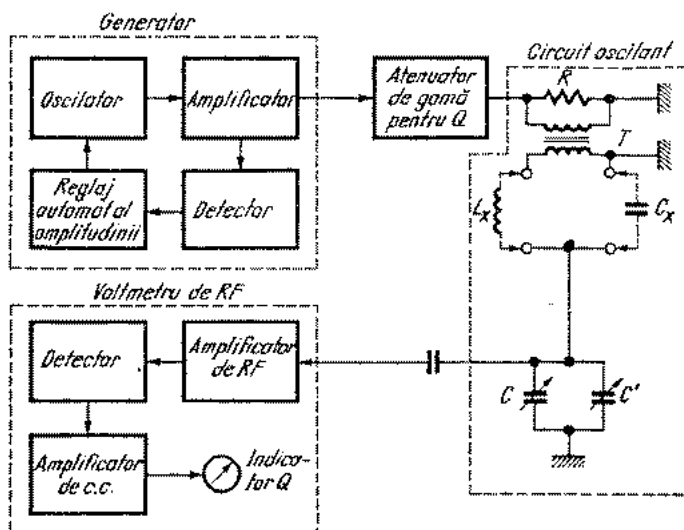 Generator
Oscilator
Amplificator
Reglaj
automat al
amplitudinii
Detector
Atenuator
de gamă
pentru Q
Circuit oscilant
R
T
Lx
Cx
C
C'
Voltmetru de RF
Detector
Amplificator
de RF
Amplificator
de c.c.
Indica-
tor Q